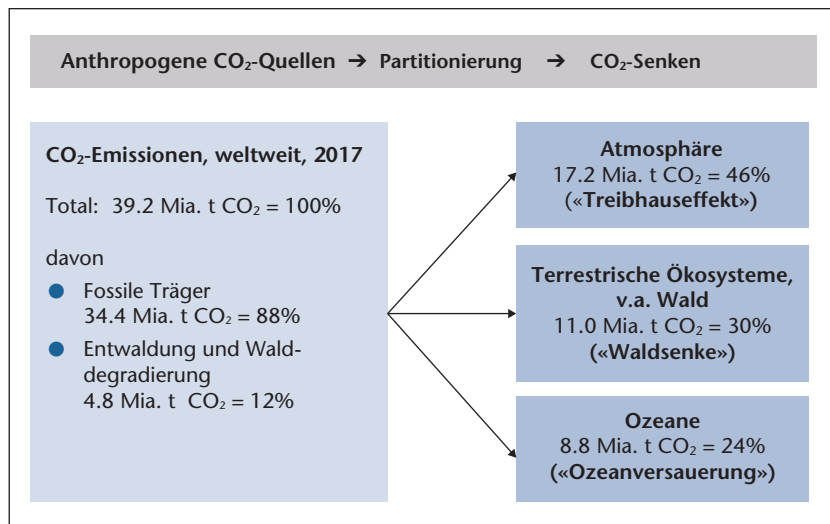 Anthropogene CO₂-Quellen ➔ Partitionierung ➔ CO₂-Senken
CO₂-Emissionen, weltweit, 2017
Total: 39.2 Mia. t CO₂ = 100%
davon
● Fossile Träger
34.4 Mia. t CO₂ = 88%
● Entwaldung und Wald-
degradierung
4.8 Mia. t CO₂ = 12%
Atmosphäre
17.2 Mia. t CO₂ = 46%
(«Treibhauseffekt»)
Terrestrische Ökosysteme,
v.a. Wald
11.0 Mia. t CO₂ = 30%
(«Waldsenke»)
Ozeane
8.8 Mia. t CO₂ = 24%
(«Ozeanversauerung»)